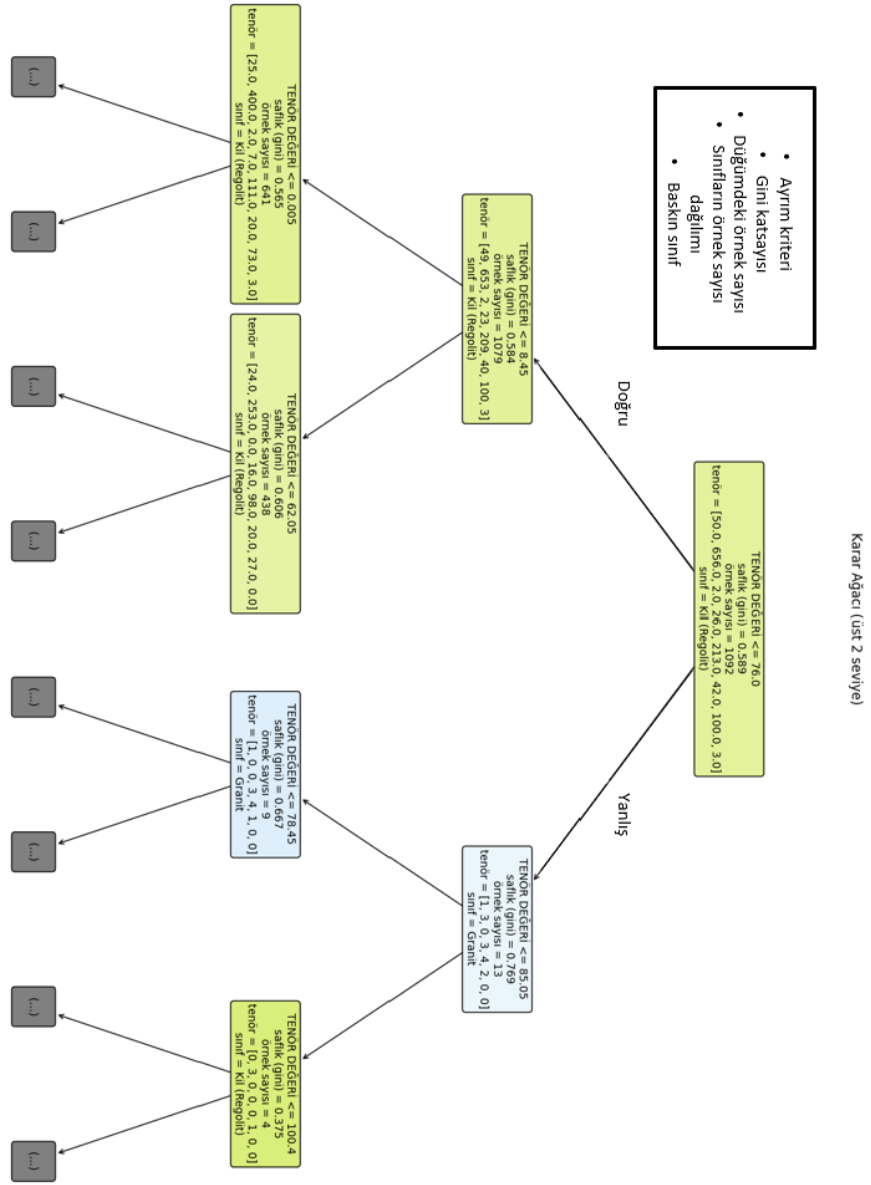 Karar Ağacı (üst 2 seviye)
• Ayrım kriteri
• Gini katsayısı
• Düğümdeki örnek sayısı
• Sınıfların örnek sayısı
dağılımı
• Baskın sınıf
TENÖR DEĞERİ <= 76.0
saflık (gini) = 0.589
örnek sayısı = 1092
tenör = [50.0, 656.0, 2.0, 26.0, 213.0, 42.0, 100.0, 3.0]
sınıf = Kil (Regolit)
Doğru
Yanlış
TENÖR DEĞERİ <= 8.45
saflık (gini) = 0.584
örnek sayısı = 1079
tenör = [49, 653, 2, 23, 209, 40, 100, 3]
sınıf = Kil (Regolit)
TENÖR DEĞERİ <= 85.05
saflık (gini) = 0.769
örnek sayısı = 13
tenör = [1, 3, 0, 3, 4, 2, 0, 0]
sınıf = Granit
TENÖR DEĞERİ <= 0.005
saflık (gini) = 0.565
örnek sayısı = 641
tenör = [25.0, 400.0, 2.0, 7.0, 111.0, 20.0, 73.0, 3.0]
sınıf = Kil (Regolit)
TENÖR DEĞERİ <= 62.05
saflık (gini) = 0.606
örnek sayısı = 438
tenör = [24.0, 253.0, 0.0, 16.0, 98.0, 20.0, 27.0, 0.0]
sınıf = Kil (Regolit)
TENÖR DEĞERİ <= 78.45
saflık (gini) = 0.667
örnek sayısı = 9
tenör = [1, 0, 0, 3, 4, 1, 0, 0]
sınıf = Granit
TENÖR DEĞERİ <= 100.4
saflık (gini) = 0.375
örnek sayısı = 4
tenör = [0, 3, 0, 0, 0, 1, 0, 0]
sınıf = Kil (Regolit)
(...)
(...)
(...)
(...)
(...)
(...)
(...)
(...)